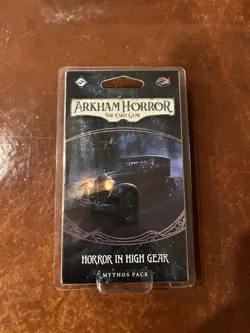 ARKHAM HORROR
THE CARD GAME
HORROR IN HIGH GEAR
MYTHOS PACK